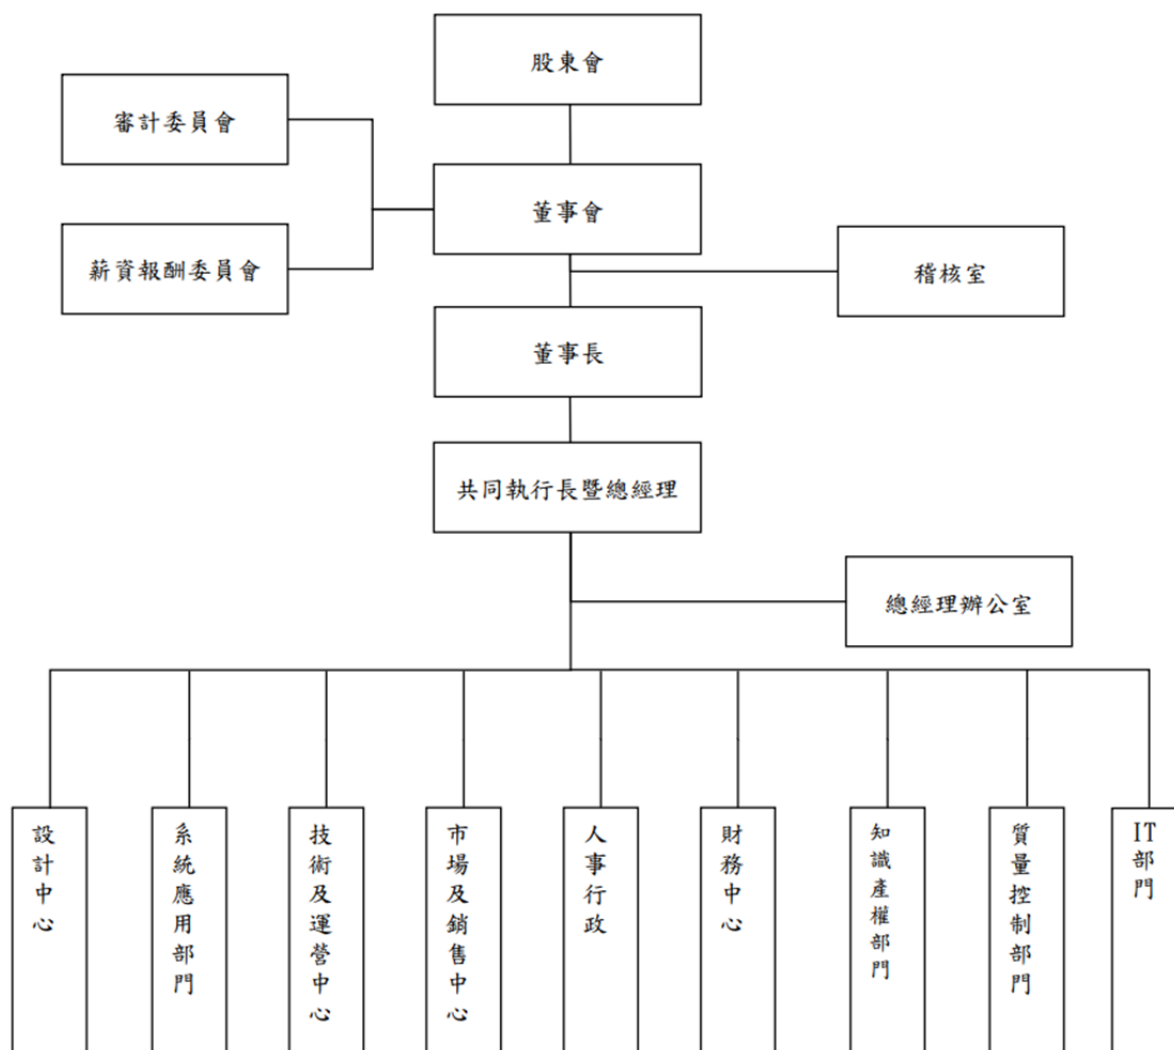 股東會
審計委員會
董事會
薪資報酬委員會
稽核室
董事長
共同執行長暨總經理
總經理辦公室
設計中心
系統應用部門
技術及運營中心
市場及銷售中心
人事行政
財務中心
知識產權部門
質量控制部門
IT部門